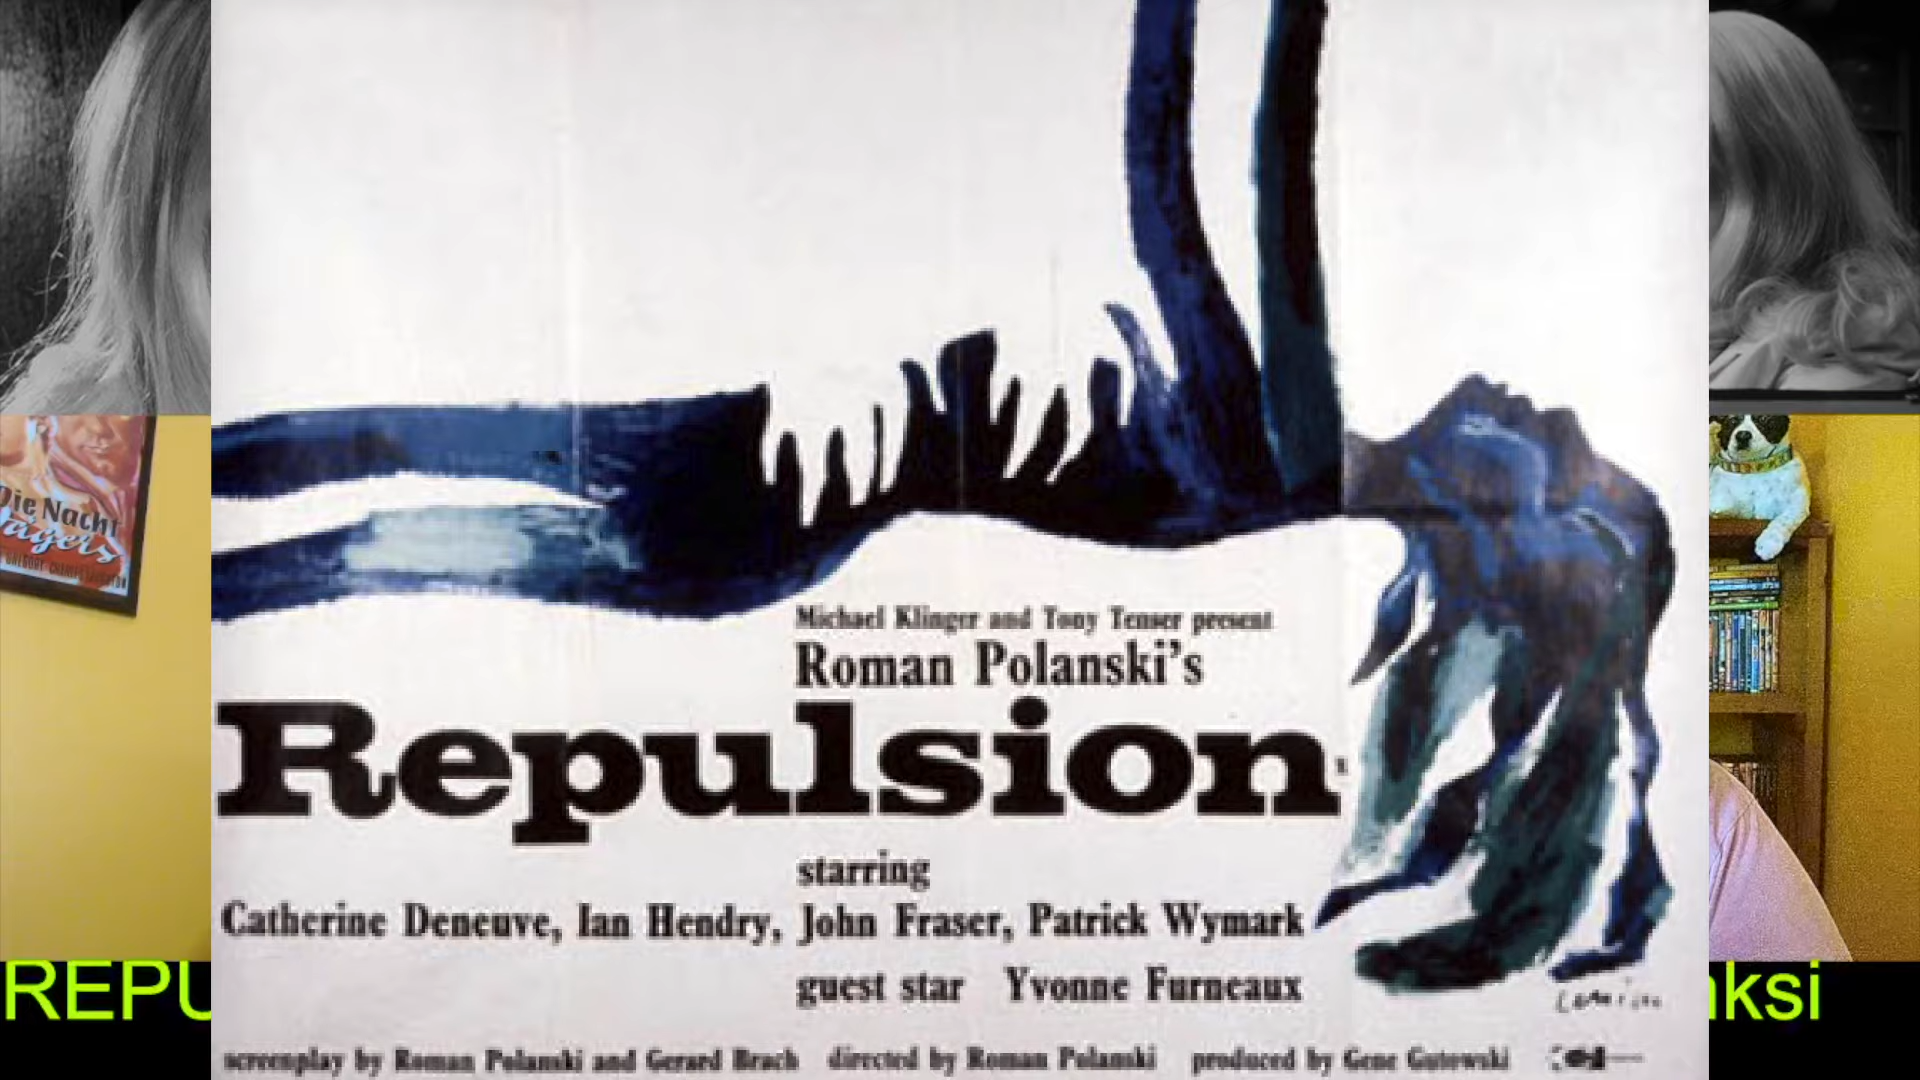 Die Nacht
Jägers
Michael Klinger and Tony Tenser present
Roman Polanski's
Repulsion
starring
Catherine Deneuve, Ian Hendry, John Fraser, Patrick Wymark
guest star Yvonne Furneaux
screenplay by Roman Polanski and Gerard Brach directed by Roman Polanski produced by Gene Gutowski
REPU
nksi